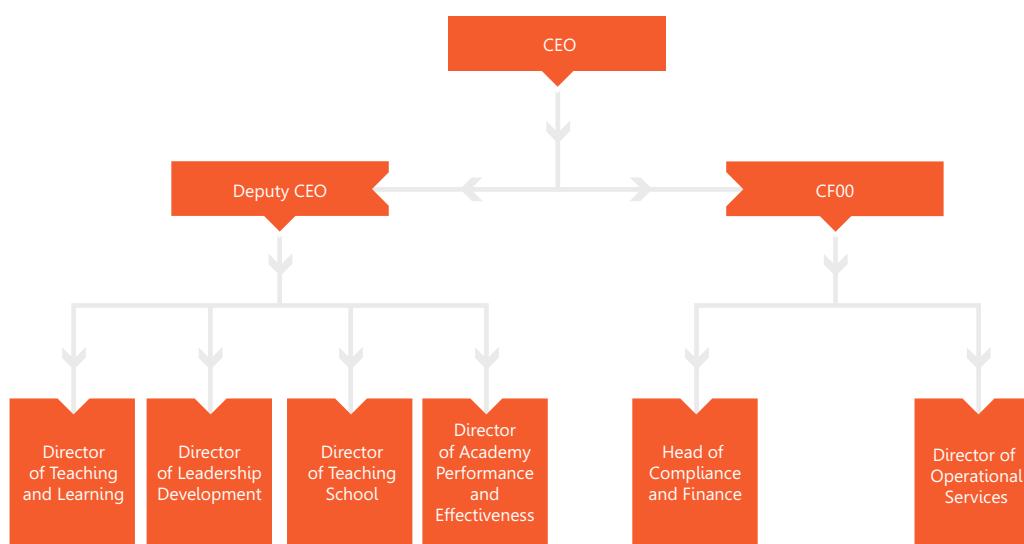 CEO
Deputy CEO
CF00
Director
of Teaching
and Learning
Director
of Leadership
Development
Director
of Teaching
School
Director
of Academy
Performance
and
Effectiveness
Head of
Compliance
and Finance
Director of
Operational
Services